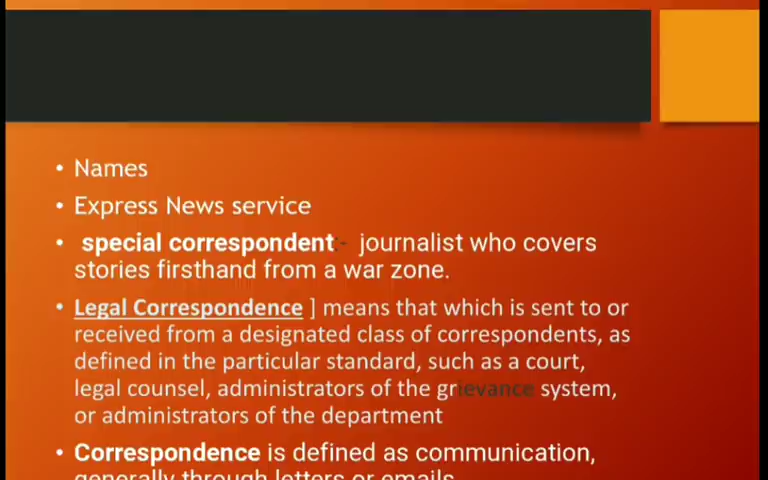 • Names
• Express News service
• special correspondent:- journalist who covers
stories firsthand from a war zone.
• Legal Correspondence ] means that which is sent to or
received from a designated class of correspondents, as
defined in the particular standard, such as a court,
legal counsel, administrators of the grievance system,
or administrators of the department
• Correspondence is defined as communication,
generally through letters or emails